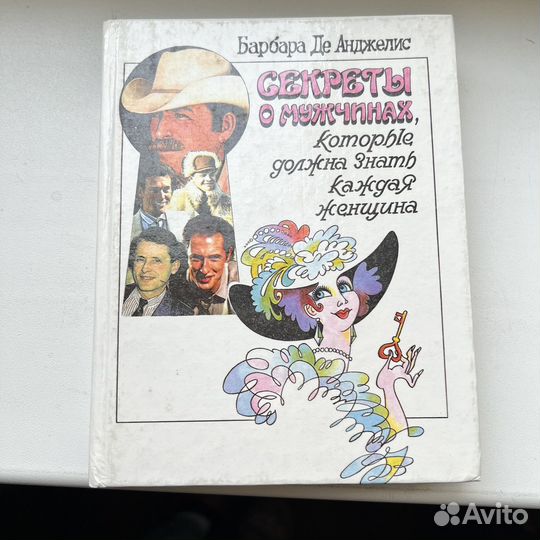 Барбара Де Анджелис
СЕКРЕТЫ
О МУЖЧИНАХ,
которые
должна знать
каждая
женщина
Avito